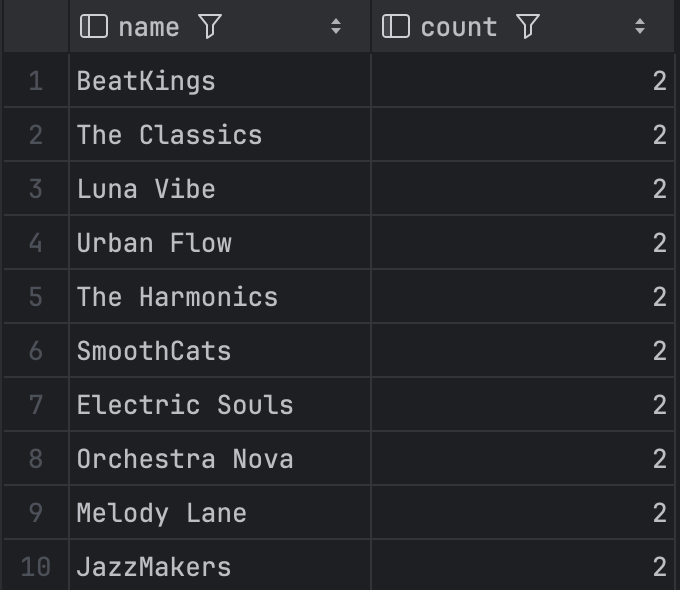 name count
1 BeatKings 2
2 The Classics 2
3 Luna Vibe 2
4 Urban Flow 2
5 The Harmonics 2
6 SmoothCats 2
7 Electric Souls 2
8 Orchestra Nova 2
9 Melody Lane 2
10 JazzMakers 2